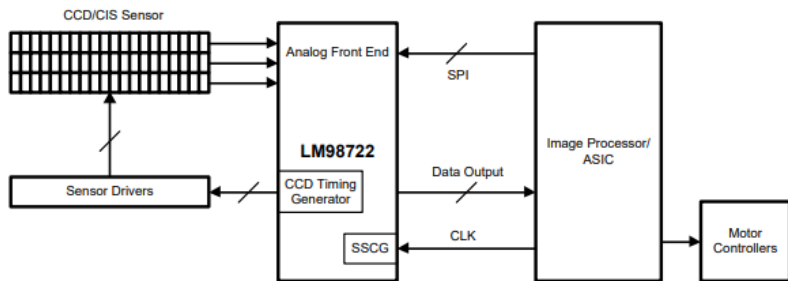 CCD/CIS Sensor
Analog Front End
SPI
Image Processor/
ASIC
LM98722
Data Output
Sensor Drivers
CCD Timing
Generator
SSCG
CLK
Motor
Controllers